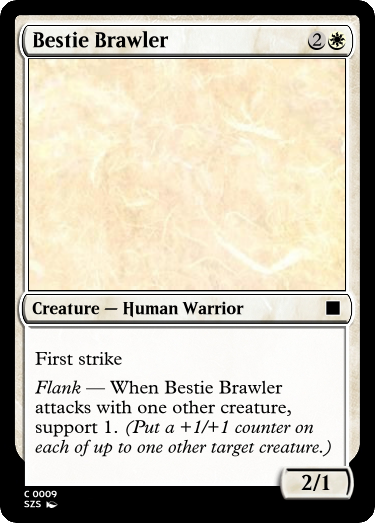 Bestie Brawler 2
Creature — Human Warrior
First strike
Flank — When Bestie Brawler
attacks with one other creature,
support 1. (Put a +1/+1 counter on
each of up to one other target creature.)
2/1
C 0009
SZS